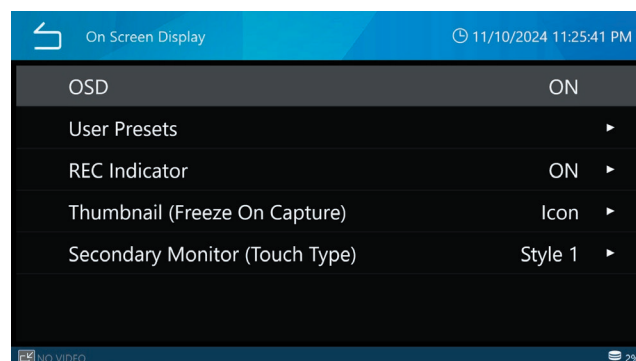 On Screen Display 11/10/2024 11:25:41 PM
OSD ON
User Presets
REC Indicator ON
Thumbnail (Freeze On Capture) Icon
Secondary Monitor (Touch Type) Style 1
NO VIDEO